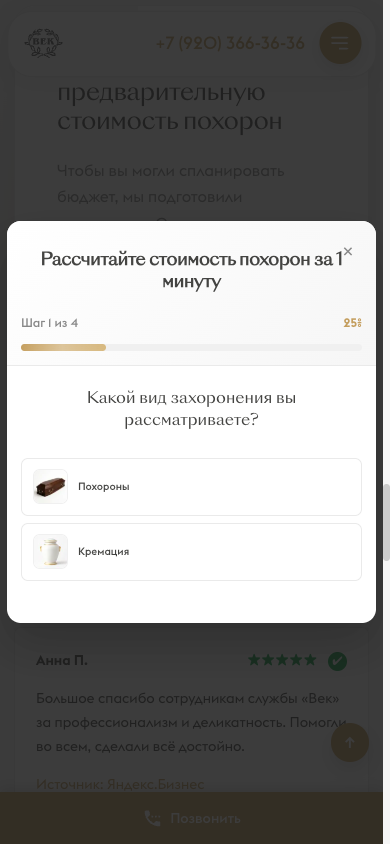 ВЕК
+7 (920) 366-36-36
предварительную
стоимость похорон
Чтобы вы могли спланировать
бюджет, мы подготовили
Рассчитайте стоимость похорон за 1
×
минуту
Шаг 1 из 4
25%
Какой вид захоронения вы
рассматриваете?
Похороны
Кремация
Анна П.
Большое спасибо сотрудникам службы «Век»
за профессионализм и деликатность. Помогли
во всем, сделали всё достойно.
Источник: Яндекс.Бизнес
Позвонить